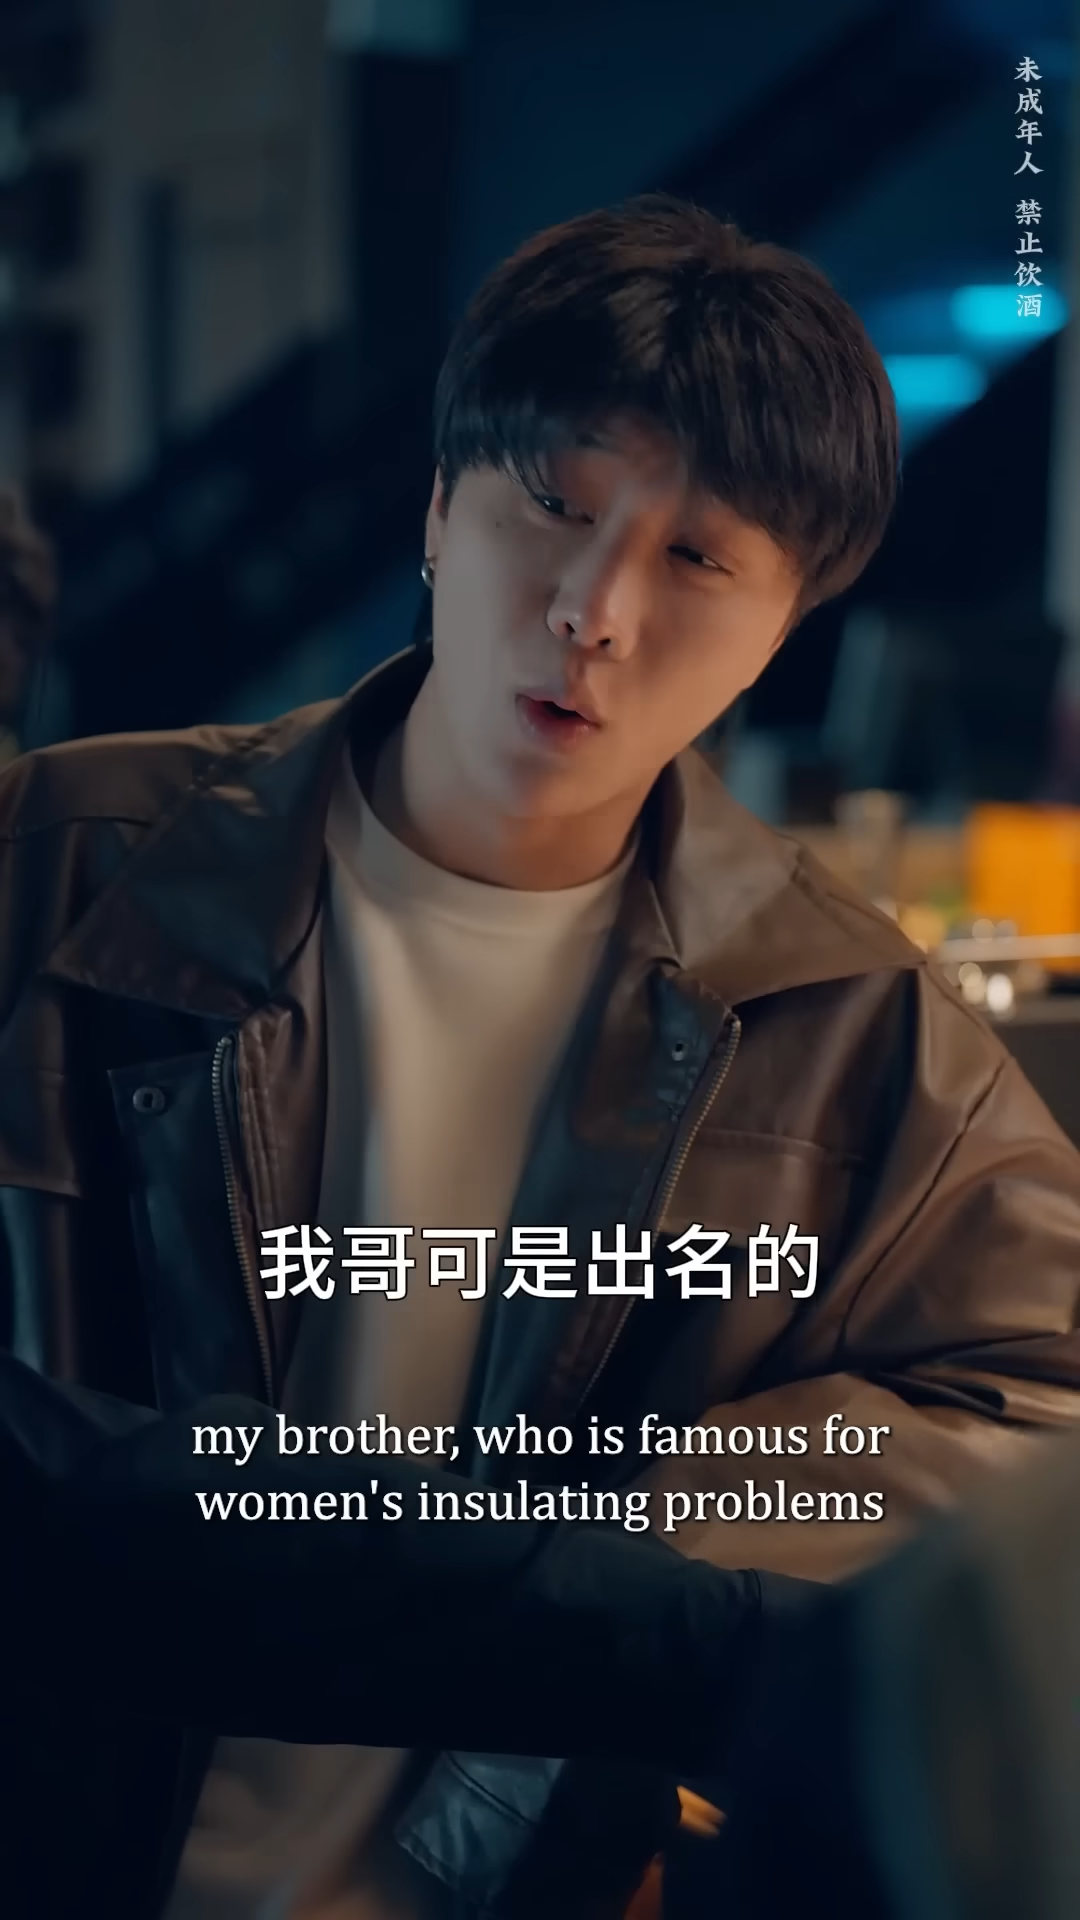 未成年人 禁止饮酒
我哥可是出名的
my brother, who is famous for
women's insulating problems